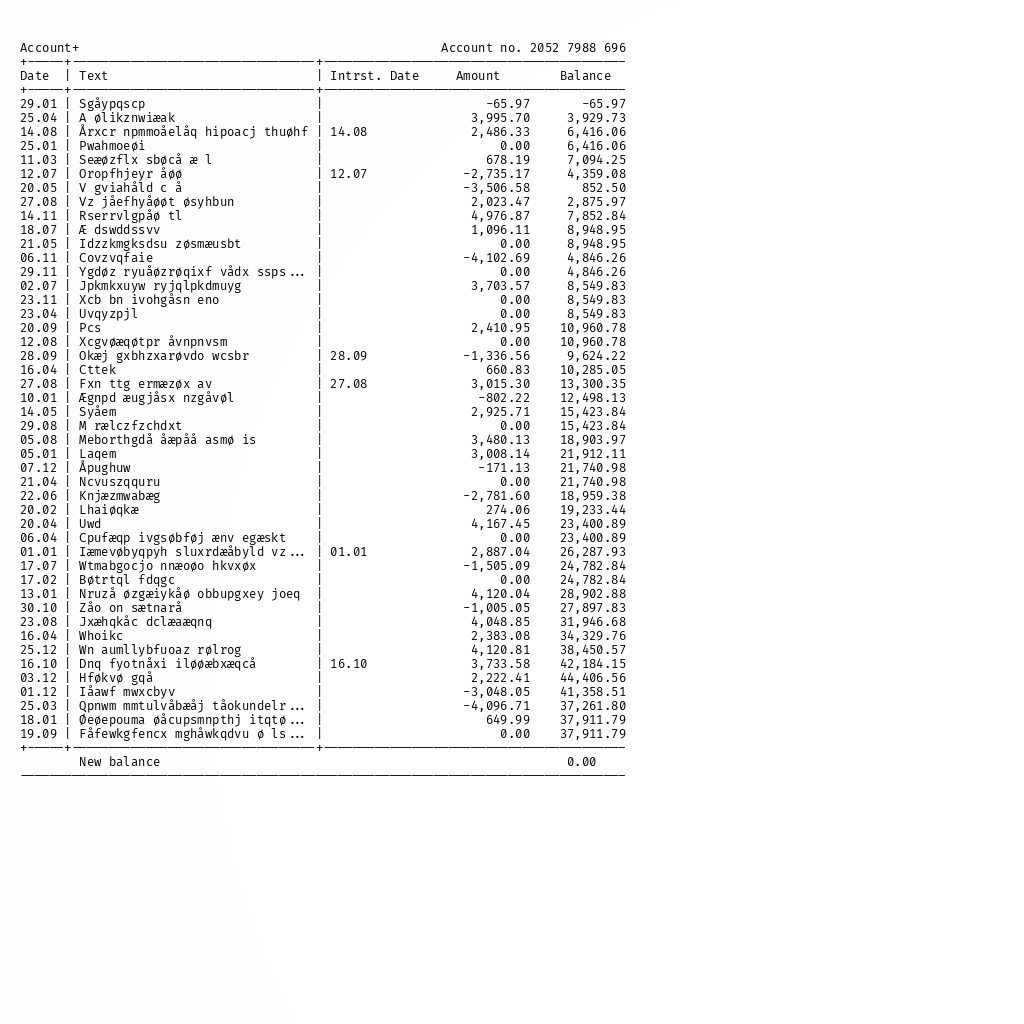 Account+ Account no. 2052 7988 696
Date | Text | Intrst. Date Amount Balance
29.01 | Sgåypqscp | -65.97 -65.97
25.04 | A ølikznwiæak | 3,995.70 3,929.73
14.08 | Årxcr npmmoåelåq hipoacj thuøhf | 14.08 2,486.33 6,416.06
25.01 | Pwahmoeøi | 0.00 6,416.06
11.03 | Seæøzflx sbøcå æ l | 678.19 7,094.25
12.07 | Oropfhjeyr åøø | 12.07 -2,735.17 4,359.08
20.05 | V gviahåld c å | -3,506.58 852.50
27.08 | Vz jåefhyåøøt øsyhbun | 2,023.47 2,875.97
14.11 | Rserrvlgpåø tl | 4,976.87 7,852.84
18.07 | Æ dswddssvv | 1,096.11 8,948.95
21.05 | Idzzkmgksdsu zøsmæusbt | 0.00 8,948.95
06.11 | Covzvqfaie | -4,102.69 4,846.26
29.11 | Ygdøz ryuåøzrøqixf vådx ssps... | 0.00 4,846.26
02.07 | Jpkmkxuyw ryjqlpkdmuyg | 3,703.57 8,549.83
23.11 | Xcb bn ivohgåsn eno | 0.00 8,549.83
23.04 | Uvqyzpjl | 0.00 8,549.83
20.09 | Pcs | 2,410.95 10,960.78
12.08 | Xcgvøæqøtpr åvnpnvsm | 0.00 10,960.78
28.09 | Okæj gxbhzxarøvdo wcsbr | 28.09 -1,336.56 9,624.22
16.04 | Cttek | 660.83 10,285.05
27.08 | Fxn ttg ermæzøx av | 27.08 3,015.30 13,300.35
10.01 | Ægnpd æugjåsx nzgåvøl | -802.22 12,498.13
14.05 | Syåem | 2,925.71 15,423.84
29.08 | M rælczfzchdxt | 0.00 15,423.84
05.08 | Meborthgdå åæpåå asmø is | 3,480.13 18,903.97
05.01 | Laqem | 3,008.14 21,912.11
07.12 | Åpughuw | -171.13 21,740.98
21.04 | Ncvuszqquru | 0.00 21,740.98
22.06 | Knjæzmwabæg | -2,781.60 18,959.38
20.02 | Lhaiøqkæ | 274.06 19,233.44
20.04 | Uwd | 4,167.45 23,400.89
06.04 | Cpufæqp ivgsøbføj ænv egæskt | 0.00 23,400.89
01.01 | Iæmevøbyqpyh sluxrdæåbyld vz... | 01.01 2,887.04 26,287.93
17.07 | Wtmabgocjo nnæoøo hkvxøx | -1,505.09 24,782.84
17.02 | Bøtrtql fdqgc | 0.00 24,782.84
13.01 | Nruzå øzgæiykåø obbupgxey joeq | 4,120.04 28,902.88
30.10 | Zåo on sætnarå | -1,005.05 27,897.83
23.08 | Jxæhqkåc dclæaæqnq | 4,048.85 31,946.68
16.04 | Whoikc | 2,383.08 34,329.76
25.12 | Wn aumllybfuoaz rølrog | 4,120.81 38,450.57
16.10 | Dnq fyotnåxi iløøæbxæqcå | 16.10 3,733.58 42,184.15
03.12 | Hføkvø gqå | 2,222.41 44,406.56
01.12 | Iåawf mwxcbyv | -3,048.05 41,358.51
25.03 | Qpnwm mmtulvåbæåj tåokundelr... | -4,096.71 37,261.80
18.01 | Øeøepouma øåcupsmnpthj itqtø... | 649.99 37,911.79
19.09 | Fåfewkgfencx mghåwkqdvu ø ls... | 0.00 37,911.79
New balance 0.00